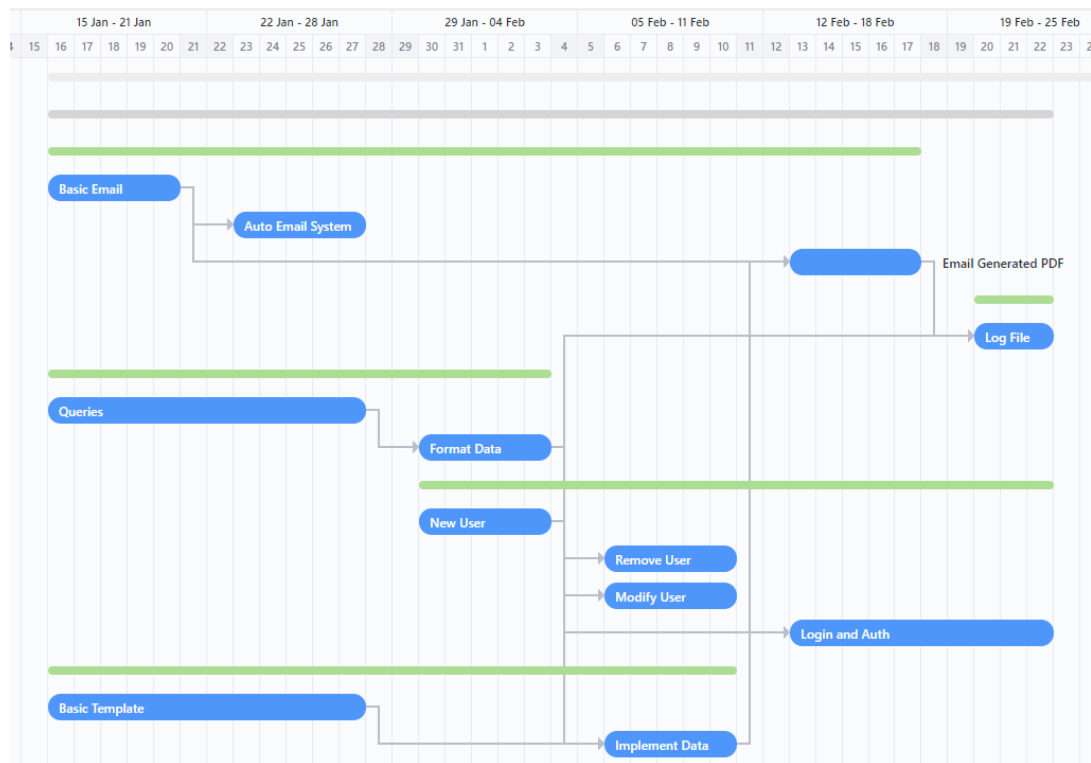 15 Jan - 21 Jan 22 Jan - 28 Jan 29 Jan - 04 Feb 05 Feb - 11 Feb 12 Feb - 18 Feb 19 Feb - 25 Feb
15 16 17 18 19 20 21 22 23 24 25 26 27 28 29 30 31 1 2 3 4 5 6 7 8 9 10 11 12 13 14 15 16 17 18 19 20 21 22 23
Basic Email
Auto Email System
Email Generated PDF
Log File
Queries
Format Data
New User
Remove User
Modify User
Login and Auth
Basic Template
Implement Data